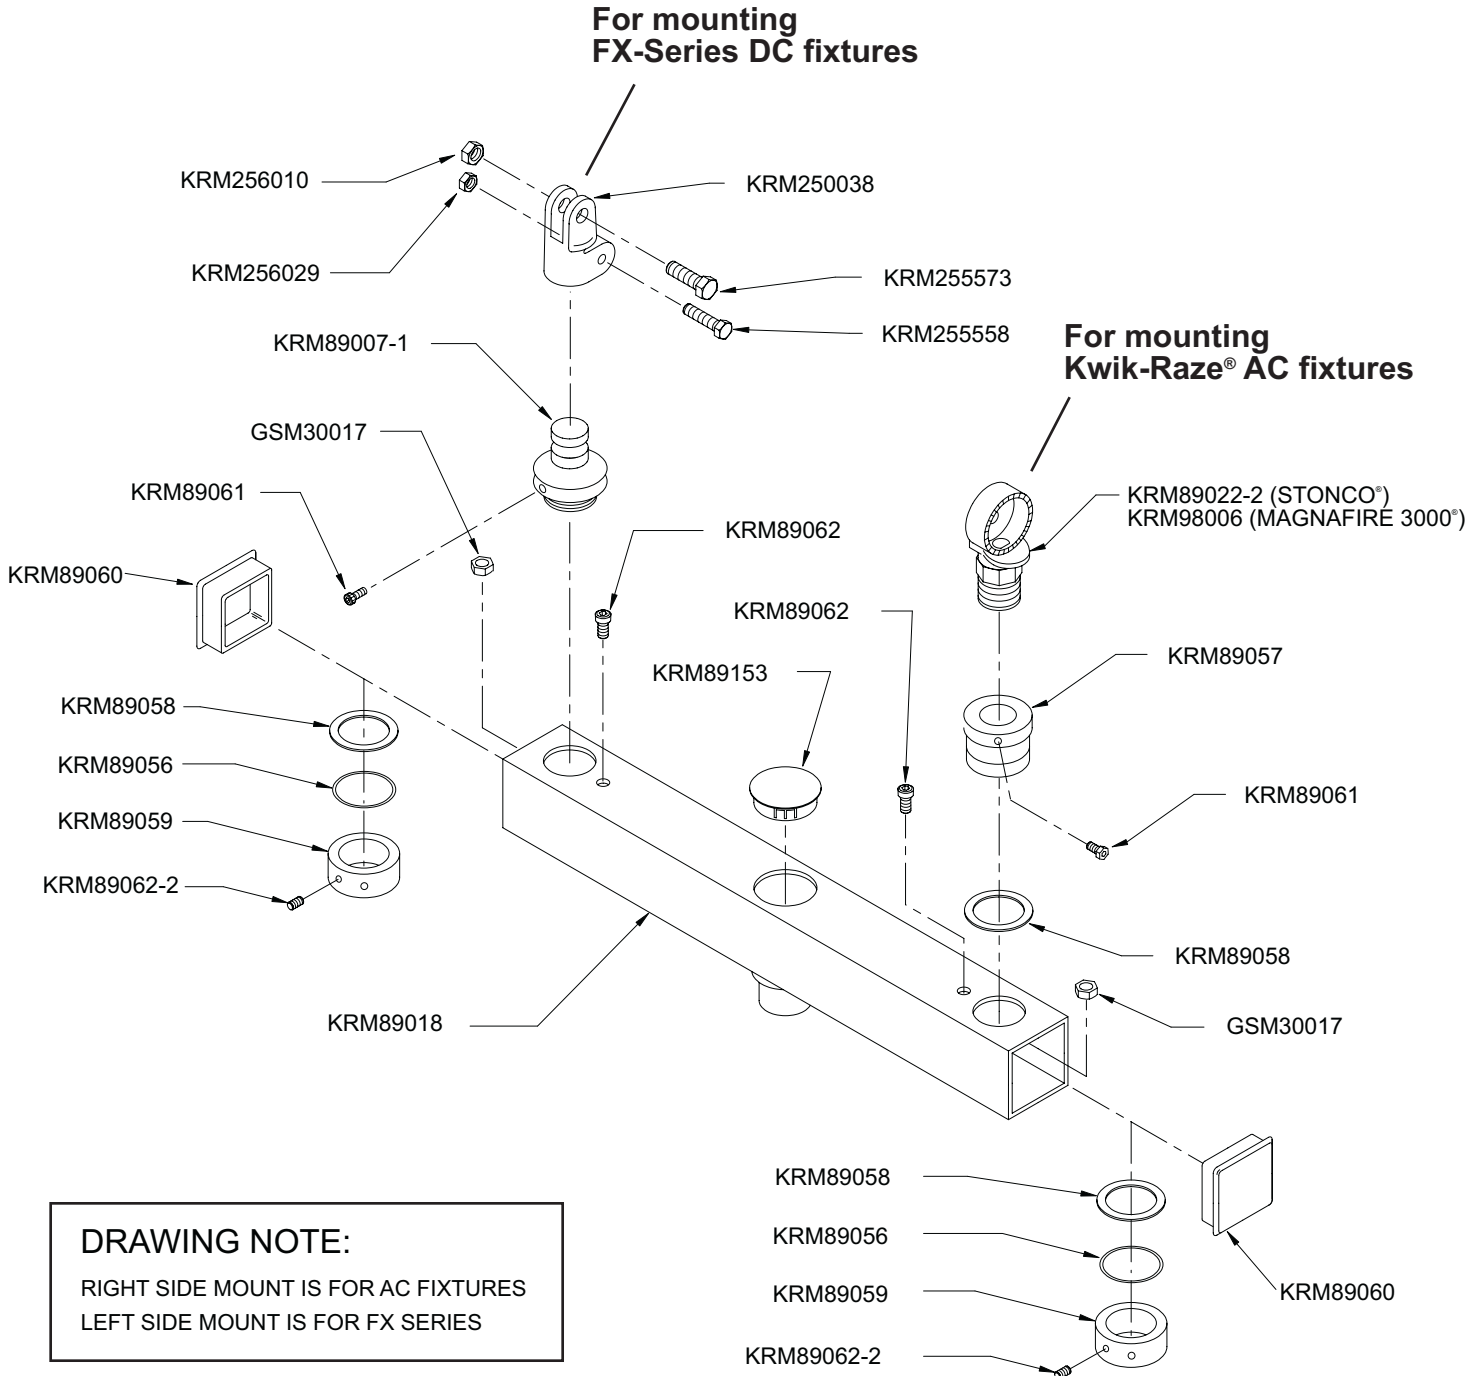 For mounting
FX-Series DC fixtures
KRM256010
KRM250038
KRM256029
KRM255573
KRM89007-1
KRM255558
For mounting
Kwik-Raze® AC fixtures
GSM30017
KRM89061
KRM89022-2 (STONCO®)
KRM98006 (MAGNAFIRE 3000®)
KRM89062
KRM89060
KRM89062
KRM89057
KRM89153
KRM89058
KRM89056
KRM89061
KRM89059
KRM89062-2
KRM89058
KRM89018
GSM30017
KRM89058
KRM89056
KRM89060
KRM89059
KRM89062-2
DRAWING NOTE:
RIGHT SIDE MOUNT IS FOR AC FIXTURES
LEFT SIDE MOUNT IS FOR FX SERIES